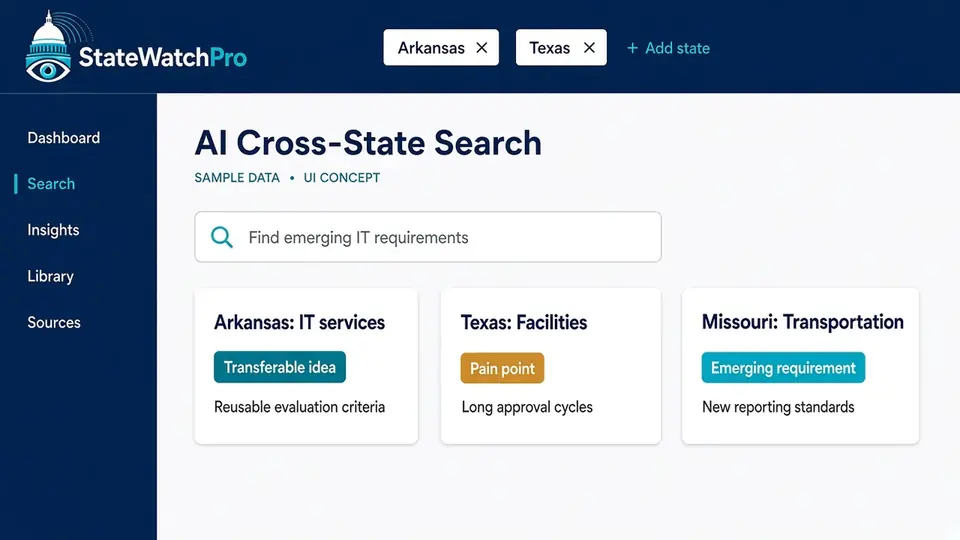 StateWatchPro
Arkansas ✕ Texas ✕ + Add state
Dashboard
Search
Insights
Library
Sources
AI Cross-State Search
SAMPLE DATA • UI CONCEPT
Find emerging IT requirements
Arkansas: IT services
Transferable idea
Reusable evaluation criteria
Texas: Facilities
Pain point
Long approval cycles
Missouri: Transportation
Emerging requirement
New reporting standards